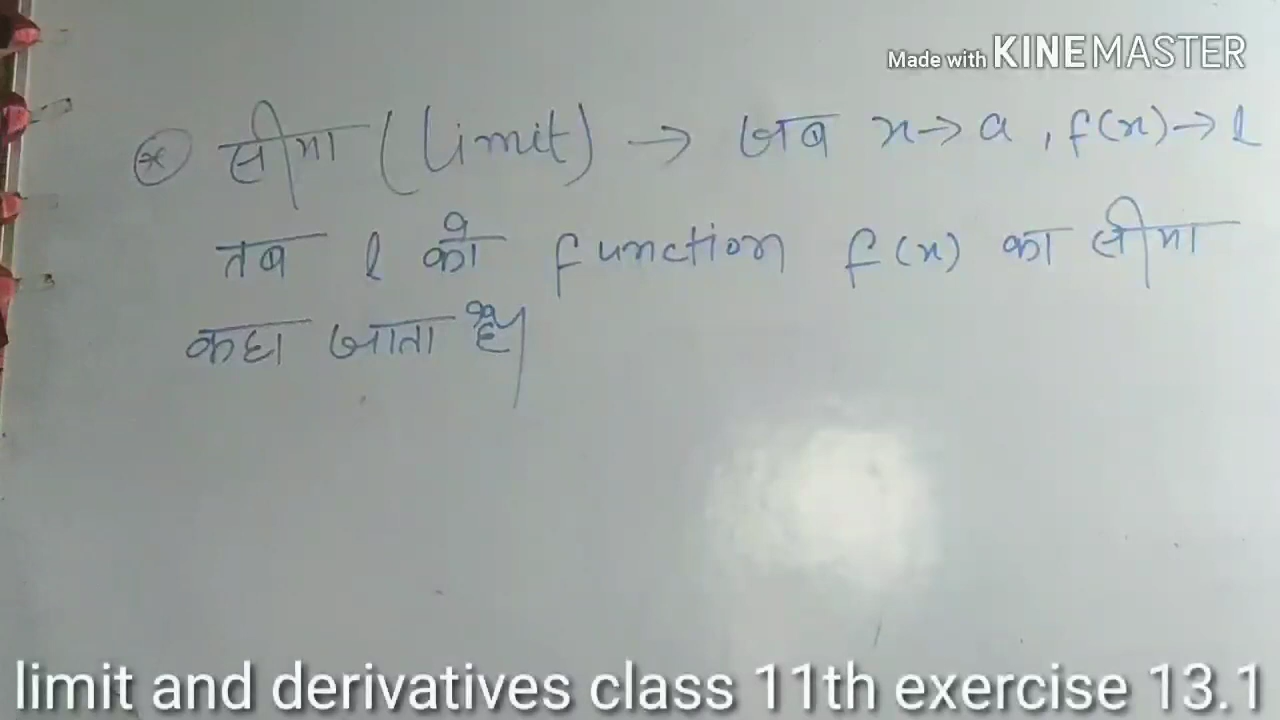 Made with KINEMASTER
* सीमा (limit) → जब x→a, f(x)→l
तब l को function f(x) का सीमा
कहा जाता है।
limit and derivatives class 11th exercise 13.1